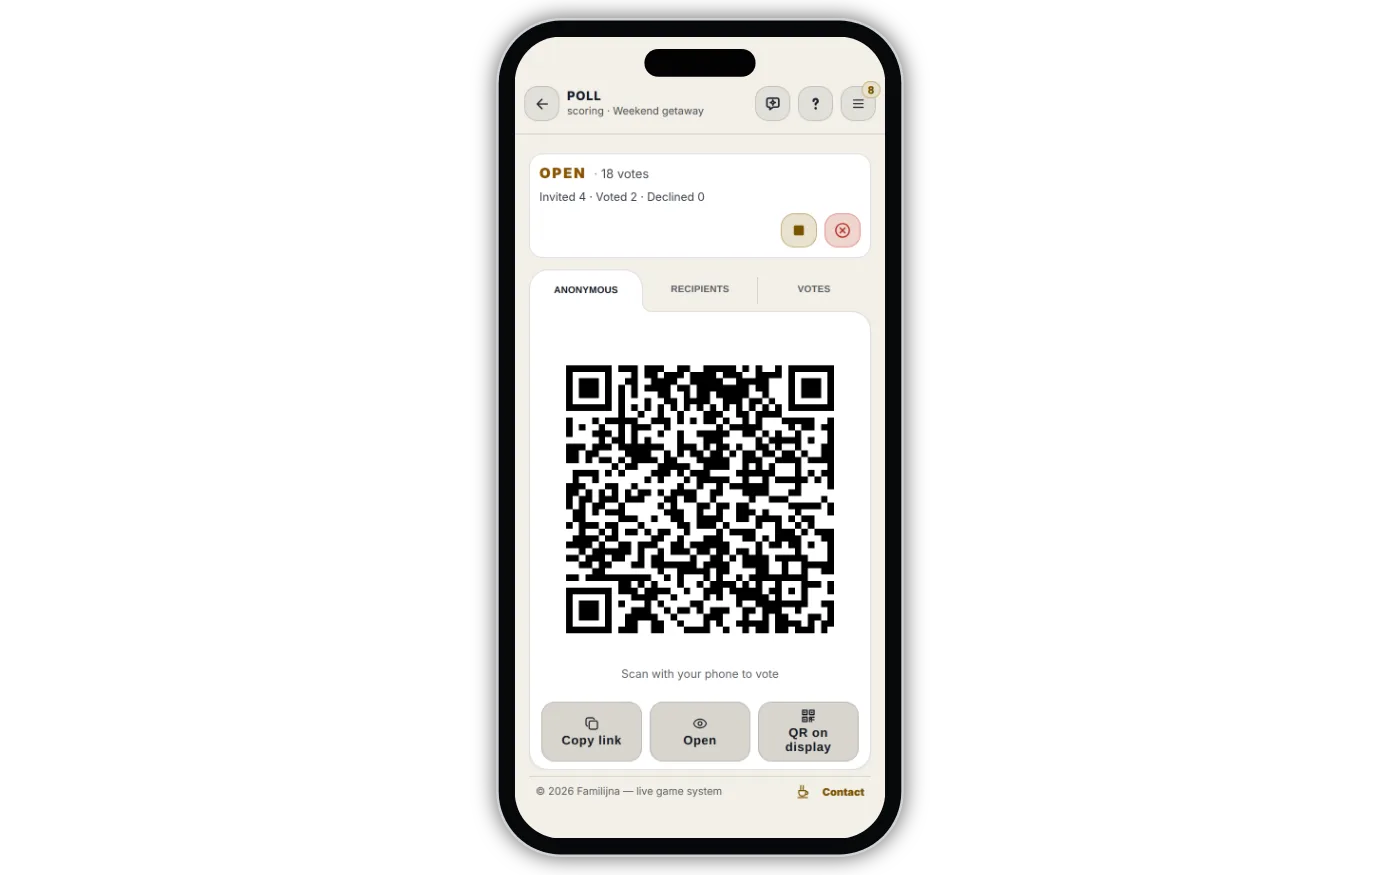 POLL
scoring · Weekend getaway
?
8
OPEN · 18 votes
Invited 4 · Voted 2 · Declined 0
ANONYMOUS
RECIPIENTS
VOTES
Scan with your phone to vote
Copy link
Open
QR on
display
© 2026 Familijna — live game system
Contact